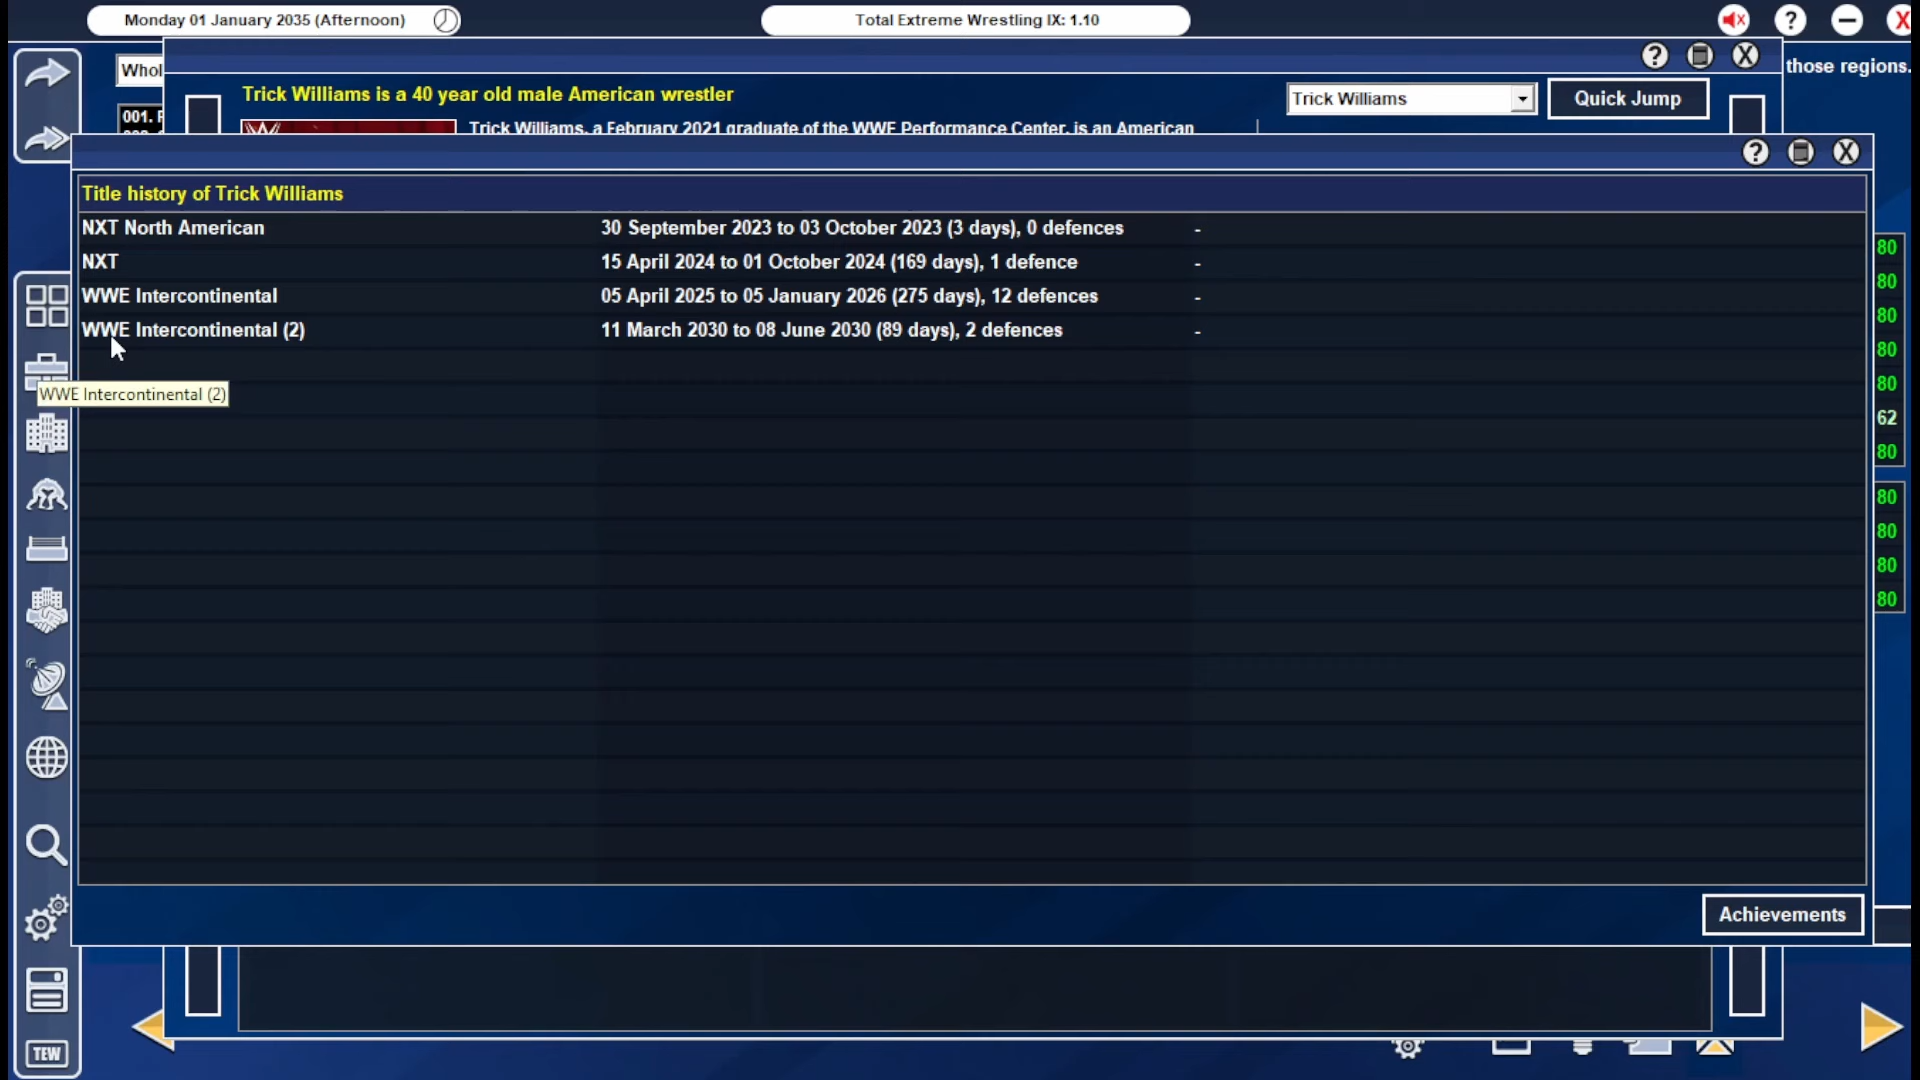 Monday 01 January 2035 (Afternoon)
Total Extreme Wrestling IX: 1.10
?
X
Whol
?
X
those regions.
001. F
Trick Williams is a 40 year old male American wrestler
Trick Williams
Quick Jump
Trick Williams, a February 2021 graduate of the WWE Performance Center, is an American
?
X
Title history of Trick Williams
NXT North American 30 September 2023 to 03 October 2023 (3 days), 0 defences -
NXT 15 April 2024 to 01 October 2024 (169 days), 1 defence -
WWE Intercontinental 05 April 2025 to 05 January 2026 (275 days), 12 defences -
WWE Intercontinental (2) 11 March 2030 to 08 June 2030 (89 days), 2 defences -
WWE Intercontinental (2)
80
80
80
80
80
62
80
80
80
80
80
Achievements
TEW